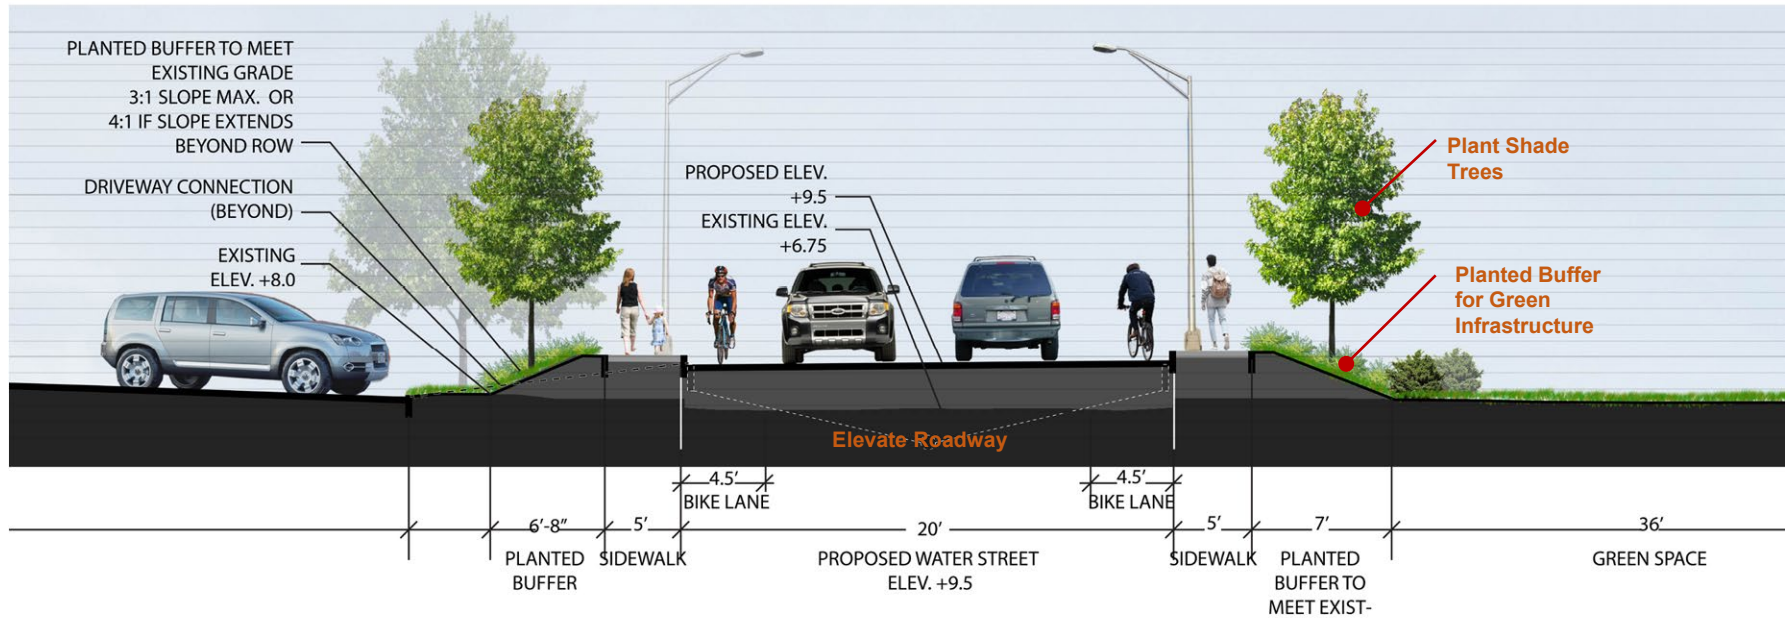 PLANTED BUFFER TO MEET
EXISTING GRADE
3:1 SLOPE MAX. OR
4:1 IF SLOPE EXTENDS
BEYOND ROW
DRIVEWAY CONNECTION
(BEYOND)
EXISTING
ELEV. +8.0
PROPOSED ELEV.
+9.5
EXISTING ELEV.
+6.75
Plant Shade
Trees
Planted Buffer
for Green
Infrastructure
Elevate Roadway
4.5'
BIKE LANE
4.5'
BIKE LANE
6'-8"
PLANTED
BUFFER
5'
SIDEWALK
20'
PROPOSED WATER STREET
ELEV. +9.5
5'
SIDEWALK
7'
PLANTED
BUFFER TO
MEET EXIST-
36'
GREEN SPACE